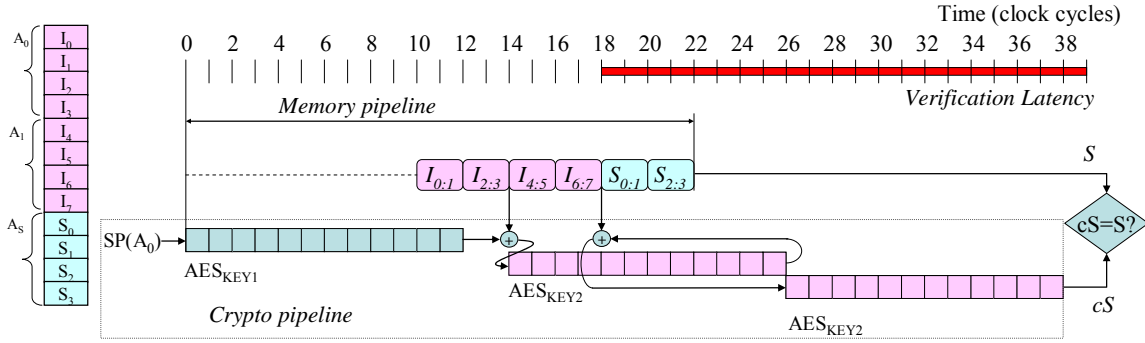 Time (clock cycles)
0 2 4 6 8 10 12 14 16 18 20 22 24 26 28 30 32 34 36 38
A0
I0
I1
I2
I3
A1
I4
I5
I6
I7
AS
S0
S1
S2
S3
Memory pipeline
Verification Latency
I0:1 I2:3 I4:5 I6:7 S0:1 S2:3
S
SP(A0)
+
+
cS=S?
AESKEY1
AESKEY2
AESKEY2
cS
Crypto pipeline